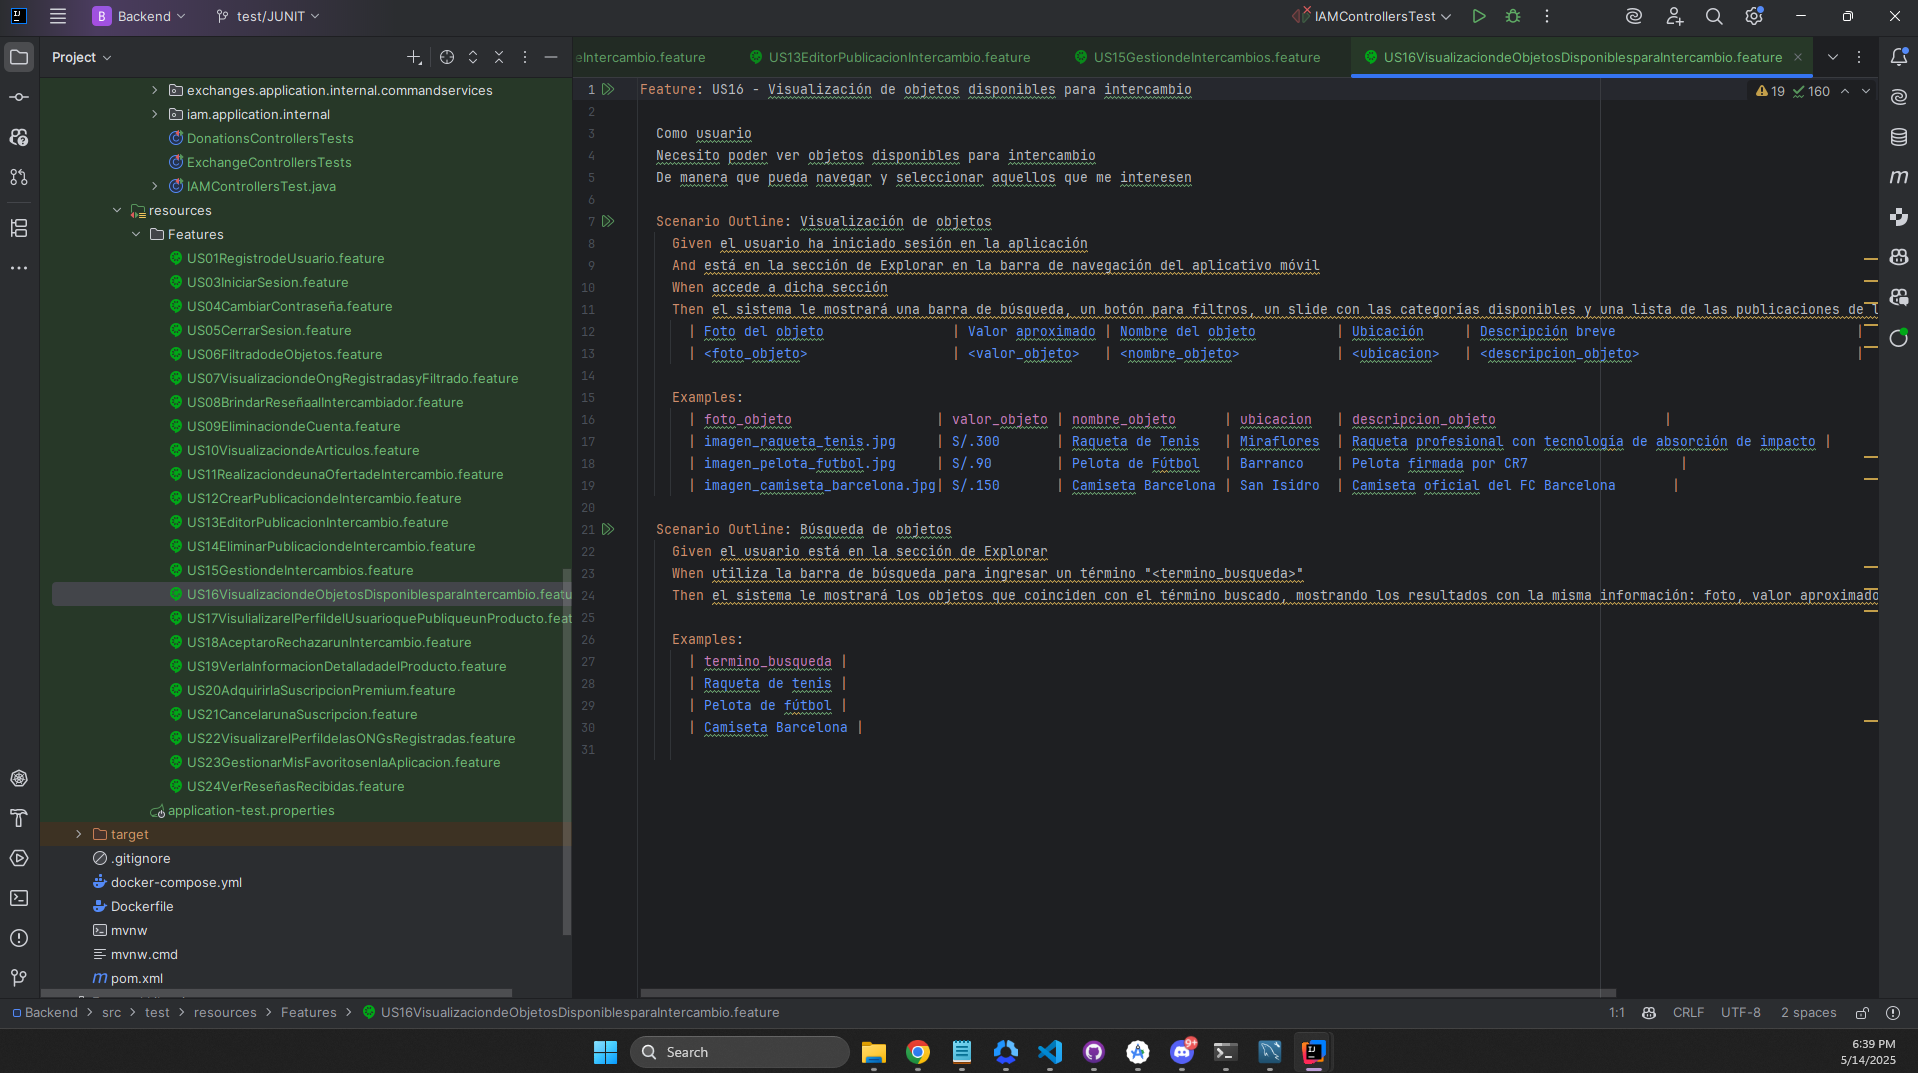 B Backend
test/JUNIT
IAMControllersTest
Project
eIntercambio.feature
US13EditorPublicacionIntercambio.feature
US15GestiondeIntercambios.feature
US16VisualizaciondeObjetosDisponiblesparaIntercambio.feature
exchanges.application.internal.commandservices
iam.application.internal
DonationsControllersTests
ExchangeControllersTests
IAMControllersTest.java
resources
Features
US01RegistrodeUsuario.feature
US03IniciarSesion.feature
US04CambiarContraseña.feature
US05CerrarSesion.feature
US06FiltradodeObjetos.feature
US07VisualizaciondeOngRegistradasyFiltrado.feature
US08BrindarReseñaalIntercambiador.feature
US09EliminaciondeCuenta.feature
US10VisualizaciondeArticulos.feature
US11RealizaciondeunaOfertadeIntercambio.feature
US12CrearPublicaciondeIntercambio.feature
US13EditorPublicacionIntercambio.feature
US14EliminarPublicaciondeIntercambio.feature
US15GestiondeIntercambios.feature
US16VisualizaciondeObjetosDisponiblesparaIntercambio.featu
US17VisulializarelPerfildelUsuarioquePubliqueunProducto.feat
US18AceptaroRechazarunIntercambio.feature
US19VerlaInformacionDetalladadelProducto.feature
US20AdquirirlaSuscripcionPremium.feature
US21CancelarunaSuscripcion.feature
US22VisualizarelPerfildelasONGsRegistradas.feature
US23GestionarMisFavoritosenlaAplicacion.feature
US24VerReseñasRecibidas.feature
application-test.properties
target
.gitignore
docker-compose.yml
Dockerfile
mvnw
mvnw.cmd
pom.xml
19 160
1 Feature: US16 - Visualización de objetos disponibles para intercambio
2
3 Como usuario
4 Necesito poder ver objetos disponibles para intercambio
5 De manera que pueda navegar y seleccionar aquellos que me interesen
6
7 Scenario Outline: Visualización de objetos
8 Given el usuario ha iniciado sesión en la aplicación
9 And está en la sección de Explorar en la barra de navegación del aplicativo móvil
10 When accede a dicha sección
11 Then el sistema le mostrará una barra de búsqueda, un botón para filtros, un slide con las categorías disponibles y una lista de las publicaciones de l
12 | Foto del objeto | Valor aproximado | Nombre del objeto | Ubicación | Descripción breve |
13 | <foto_objeto> | <valor_objeto> | <nombre_objeto> | <ubicacion> | <descripcion_objeto> |
14
15 Examples:
16 | foto_objeto | valor_objeto | nombre_objeto | ubicacion | descripcion_objeto |
17 | imagen_raqueta_tenis.jpg | S/.300 | Raqueta de Tenis | Miraflores | Raqueta profesional con tecnología de absorción de impacto |
18 | imagen_pelota_futbol.jpg | S/.90 | Pelota de Fútbol | Barranco | Pelota firmada por CR7 |
19 | imagen_camiseta_barcelona.jpg| S/.150 | Camiseta Barcelona | San Isidro | Camiseta oficial del FC Barcelona |
20
21 Scenario Outline: Búsqueda de objetos
22 Given el usuario está en la sección de Explorar
23 When utiliza la barra de búsqueda para ingresar un término "<termino_busqueda>"
24 Then el sistema le mostrará los objetos que coinciden con el término buscado, mostrando los resultados con la misma información: foto, valor aproximado
25
26 Examples:
27 | termino_busqueda |
28 | Raqueta de tenis |
29 | Pelota de fútbol |
30 | Camiseta Barcelona |
31
Backend > src > test > resources > Features > US16VisualizaciondeObjetosDisponiblesparaIntercambio.feature
1:1 CRLF UTF-8 2 spaces
Search
9+
6:39 PM
5/14/2025